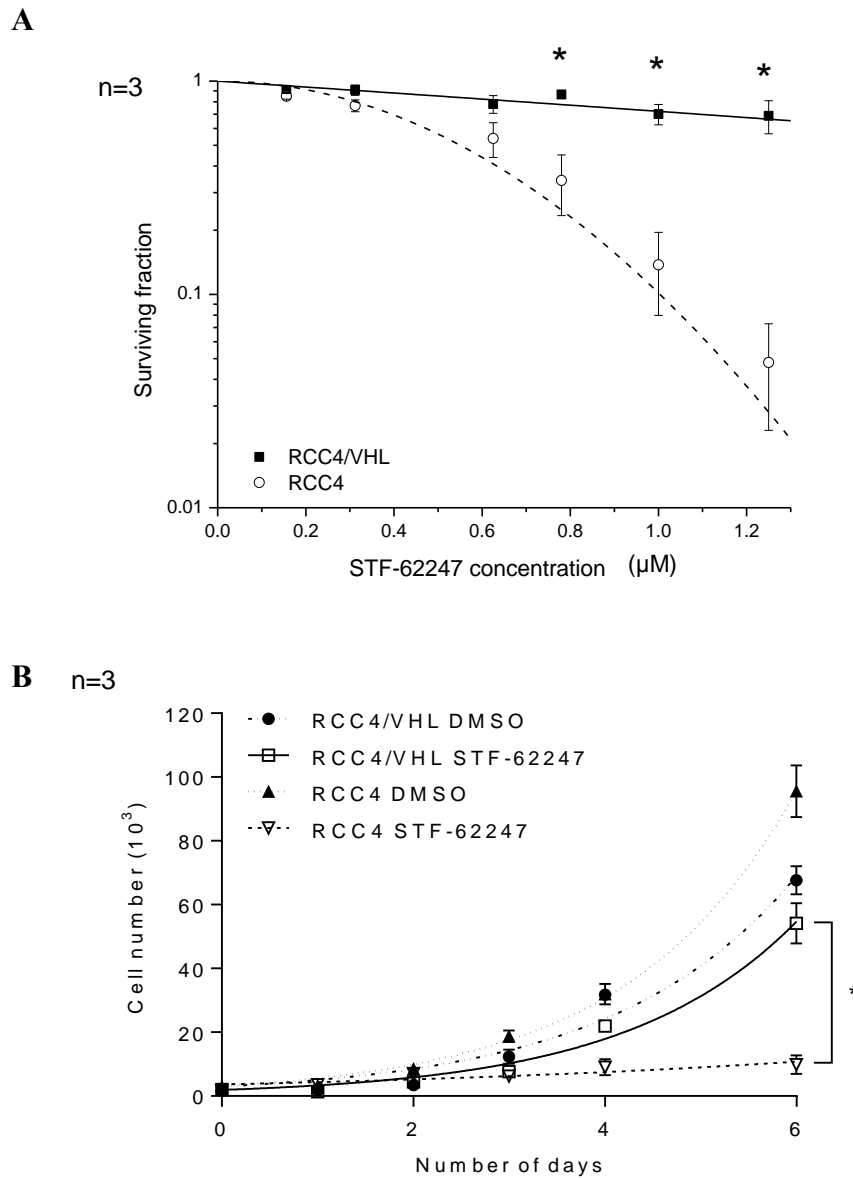 A
n=3
* * *
1
0.1
0.01
Surviving fraction
RCC4/VHL
RCC4
0.0 0.2 0.4 0.6 0.8 1.0 1.2
STF-62247 concentration (µM)
B n=3
120
100
80
60
40
20
0
Cell number (10³)
RCC4/VHL DMSO
RCC4/VHL STF-62247
RCC4 DMSO
RCC4 STF-62247
*
0 2 4 6
Number of days